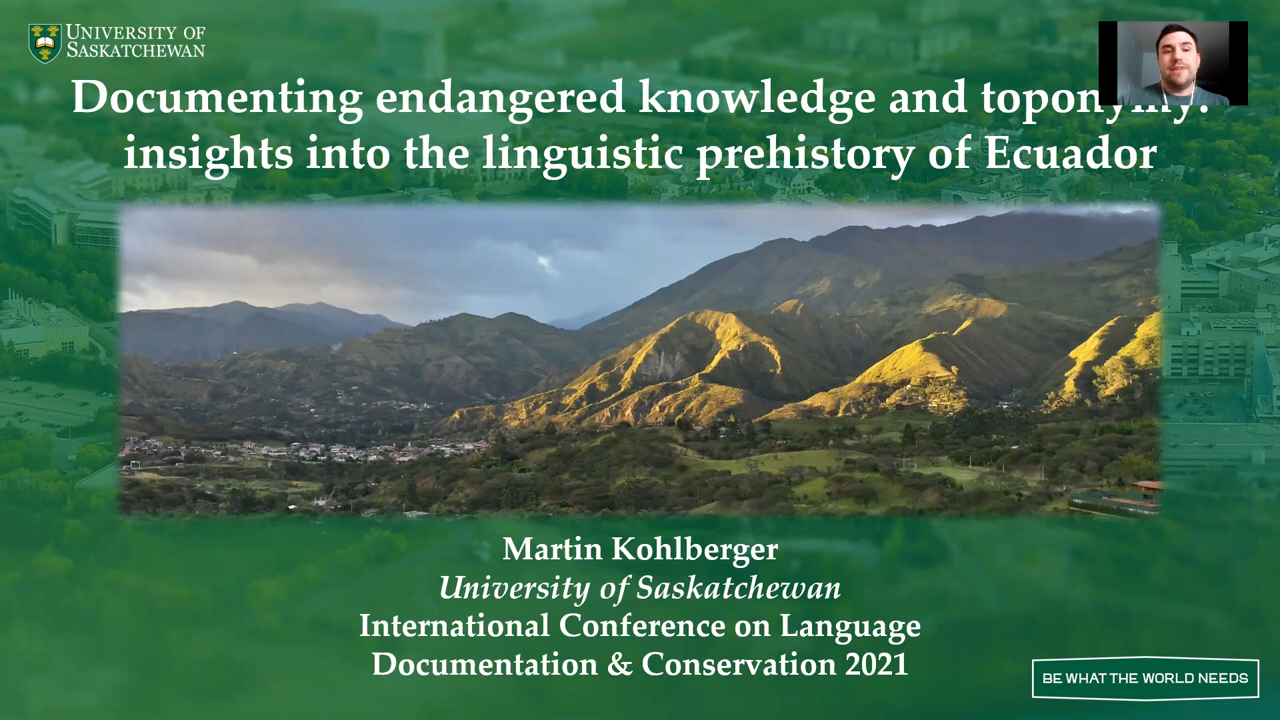 UNIVERSITY OF
SASKATCHEWAN
Documenting endangered knowledge and
insights into the linguistic prehistory of Ecuador
Martin Kohlberger
University of Saskatchewan
International Conference on Language
Documentation & Conservation 2021
BE WHAT THE WORLD NEEDS